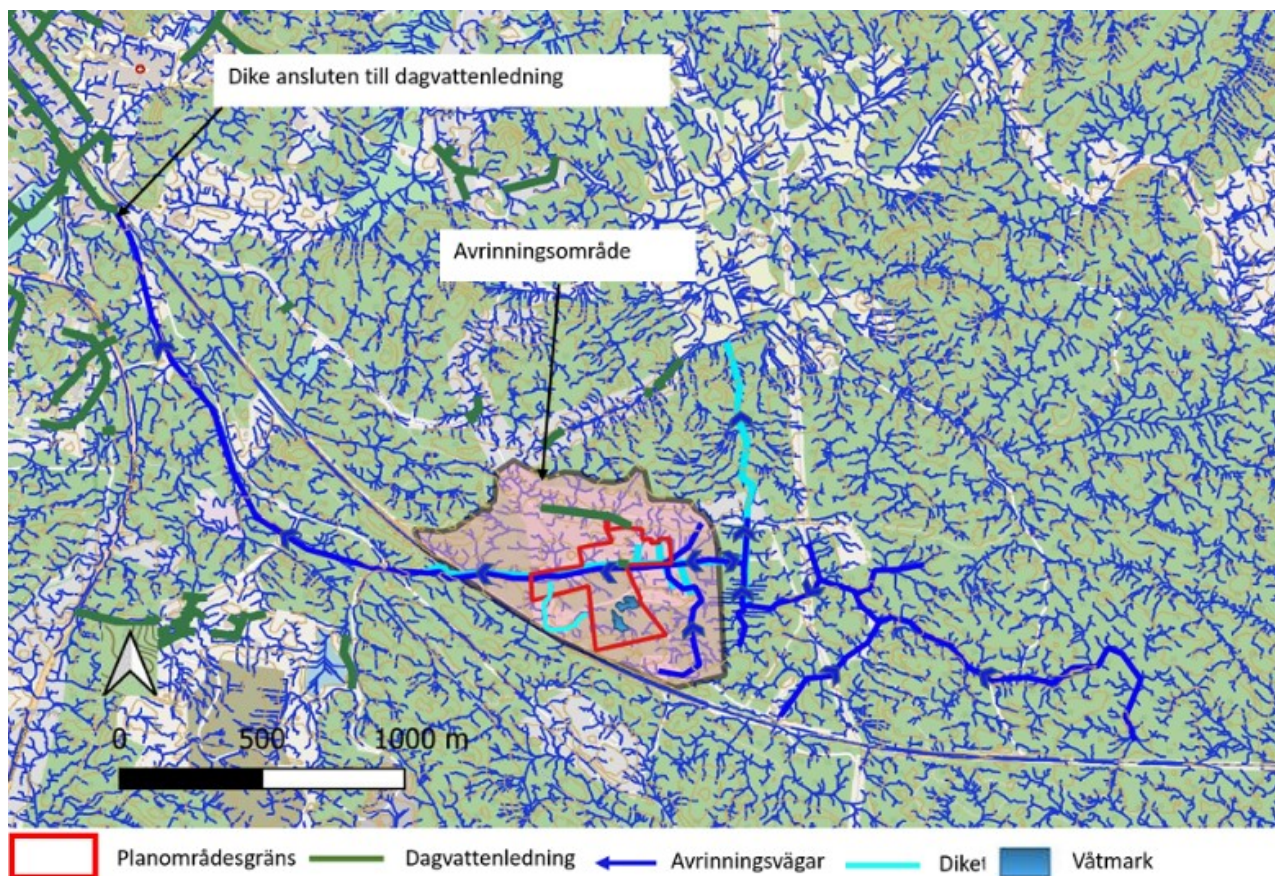 Dike ansluten till dagvattenledning
Avrinningsområde
0 500 1000 m
Planområdesgräns Dagvattenledning Avrinningsvägar Diket Våtmark